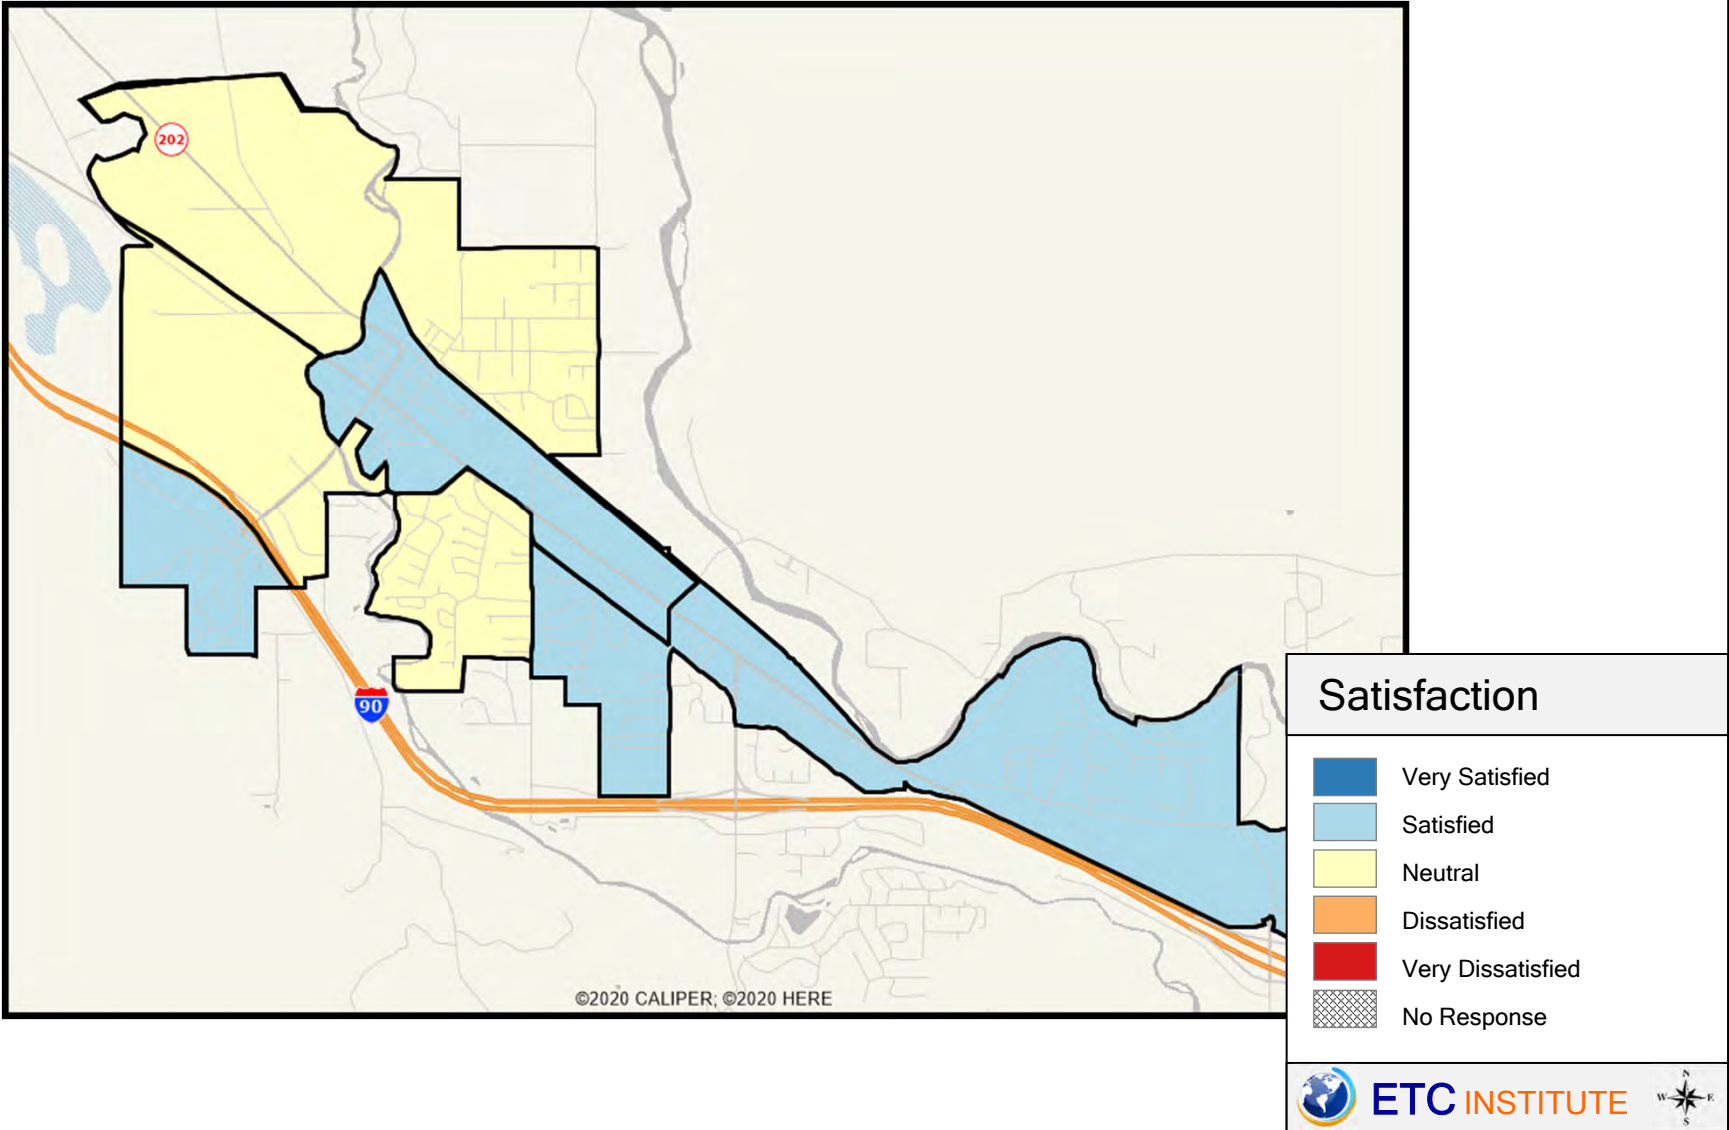 202
90
©2020 CALIPER; ©2020 HERE
Satisfaction
Very Satisfied
Satisfied
Neutral
Dissatisfied
Very Dissatisfied
No Response
ETC INSTITUTE
N
W E
S